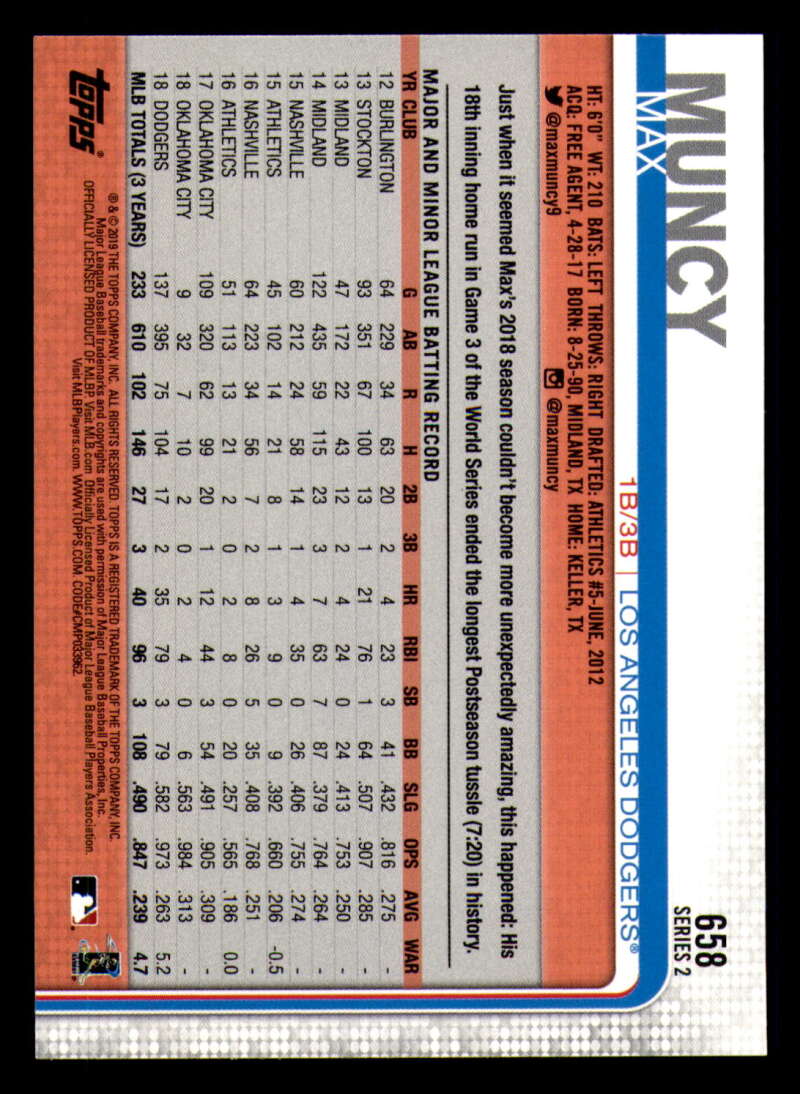 658
SERIES 2
MUNCY
MAX
1B/3B | LOS ANGELES DODGERS®
HT: 6'0" WT: 210 BATS: LEFT THROWS: RIGHT DRAFTED: ATHLETICS #5-JUNE, 2012
ACQ: FREE AGENT, 4-28-17 BORN: 8-25-90, MIDLAND, TX HOME: KELLER, TX
@maxmuncy9 @maxmuncy
Just when it seemed Max's 2018 season couldn't become more unexpectedly amazing, this happened: His
18th inning home run in Game 3 of the World Series ended the longest Postseason tussle (7:20) in history.
MAJOR AND MINOR LEAGUE BATTING RECORD
YR CLUB G AB R H 2B 3B HR RBI SB BB SLG OPS AVG WAR
12 BURLINGTON 64 229 34 63 20 2 4 23 3 41 .432 .816 .275 -
13 STOCKTON 93 351 67 100 13 1 21 76 1 64 .507 .907 .285 -
13 MIDLAND 47 172 22 43 12 2 4 24 0 24 .413 .753 .250 -
14 MIDLAND 122 435 59 115 23 3 7 63 7 87 .379 .764 .264 -
15 NASHVILLE 60 212 24 58 14 1 4 35 0 26 .406 .755 .274 -
15 ATHLETICS 45 102 14 21 8 1 3 9 0 9 .392 .660 .206 -0.5
16 NASHVILLE 64 223 34 56 7 2 8 26 5 35 .408 .768 .251 -
16 ATHLETICS 51 113 13 21 2 0 2 8 0 20 .257 .565 .186 0.0
17 OKLAHOMA CITY 109 320 62 99 20 1 12 44 3 54 .491 .905 .309 -
18 OKLAHOMA CITY 9 32 7 10 2 0 2 4 0 6 .563 .984 .313 -
18 DODGERS 137 395 75 104 17 2 35 79 3 79 .582 .973 .263 5.2
MLB TOTALS (3 YEARS) 233 610 102 146 27 3 40 96 3 108 .490 .847 .239 4.7
topps®
® & © 2019 THE TOPPS COMPANY, INC. ALL RIGHTS RESERVED. TOPPS IS A REGISTERED TRADEMARK OF THE TOPPS COMPANY, INC.
Major League Baseball trademarks and copyrights are used with permission of Major League Baseball Properties, Inc.
OFFICIALLY LICENSED PRODUCT OF MLBP. Visit MLB.com Officially Licensed Product of Major League Baseball Players Association.
Visit MLBPlayers.com. WWW.TOPPS.COM. CODE#CMP033962